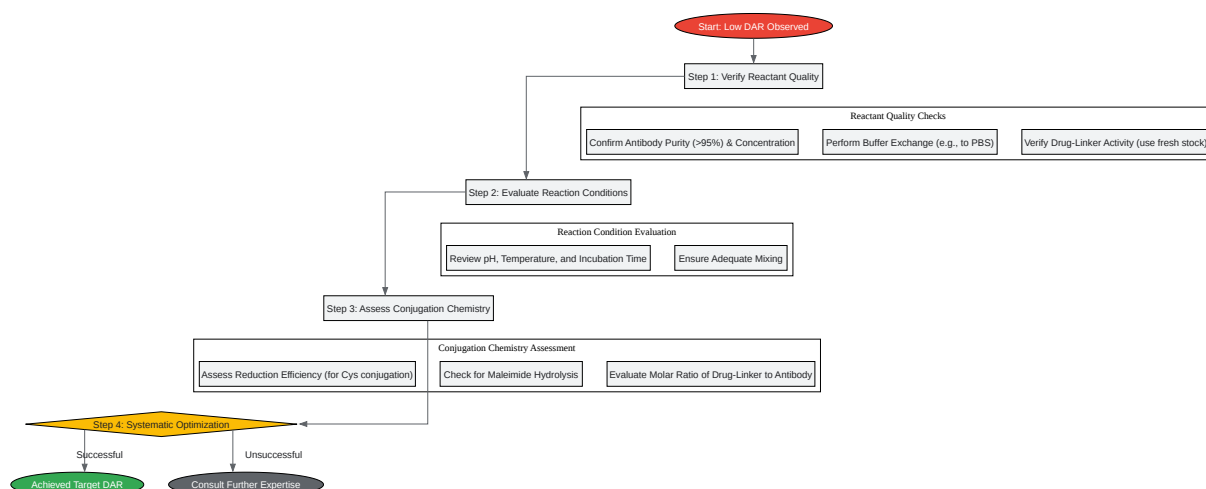 Start: Low DAR Observed
Step 1: Verify Reactant Quality
Reactant Quality Checks
Confirm Antibody Purity (>95%) & Concentration
Perform Buffer Exchange (e.g., to PBS)
Verify Drug-Linker Activity (use fresh stock)
Step 2: Evaluate Reaction Conditions
Reaction Condition Evaluation
Review pH, Temperature, and Incubation Time
Ensure Adequate Mixing
Step 3: Assess Conjugation Chemistry
Conjugation Chemistry Assessment
Assess Reduction Efficiency (for Cys conjugation)
Check for Maleimide Hydrolysis
Evaluate Molar Ratio of Drug-Linker to Antibody
Step 4: Systematic Optimization
Successful
Unsuccessful
Achieved Target DAR
Consult Further Expertise